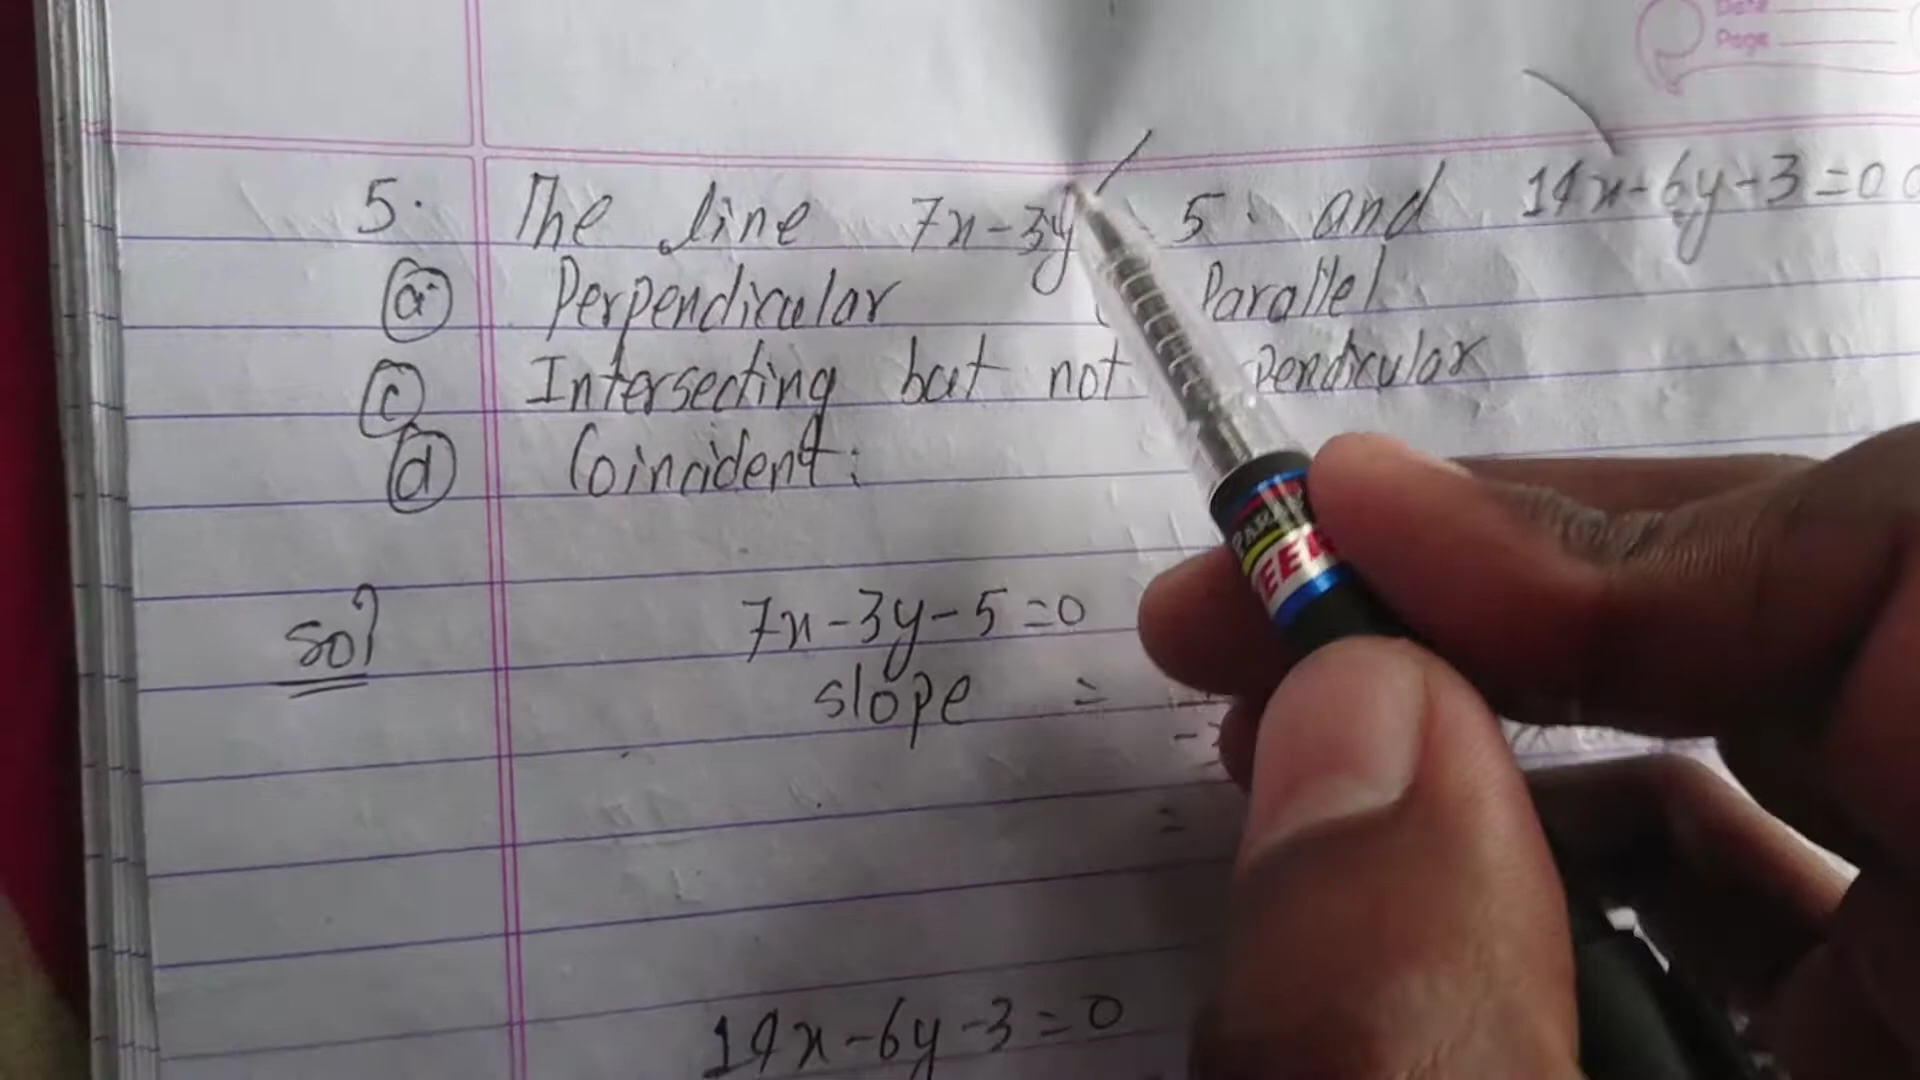 Date
Page
5. The line 7x-3y 5. and 14x-6y-3=0
(a) Perpendicular Parallel
(c) Intersecting but not pendicular
(d) Coincident:
Sol 7x-3y-5=0
slope =
=
14x-6y-3=0